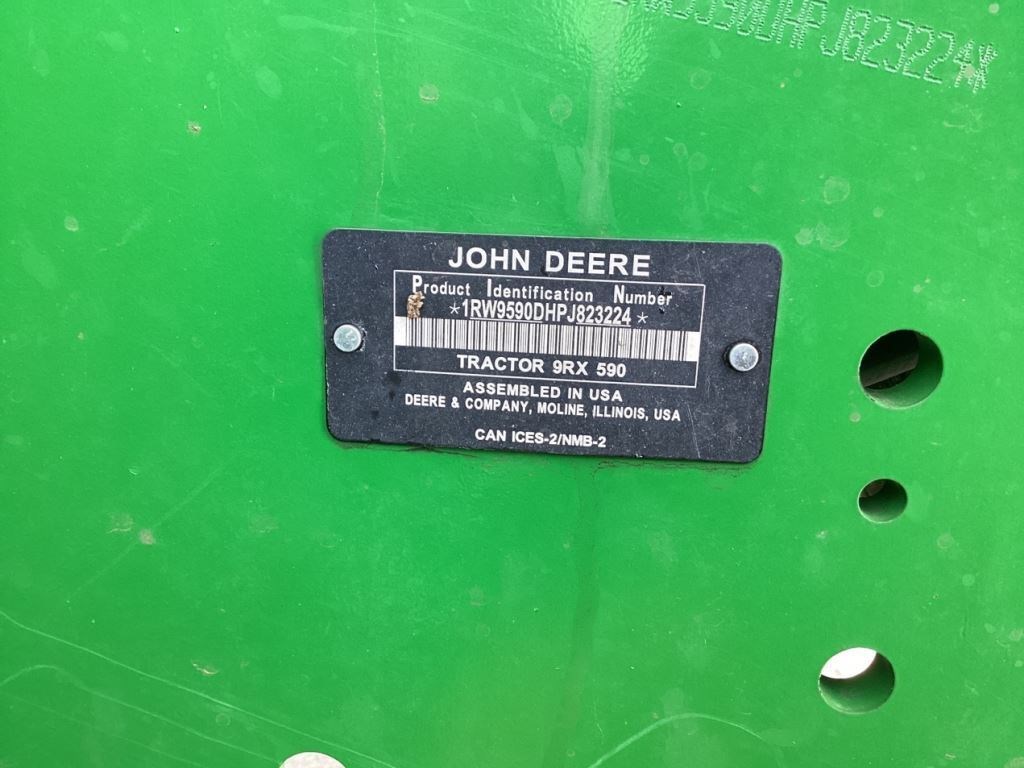 DHPJ823224
JOHN DEERE
Product Identification Number
*1RW9590DHPJ823224*
TRACTOR 9RX 590
ASSEMBLED IN USA
DEERE & COMPANY, MOLINE, ILLINOIS, USA
CAN ICES-2/NMB-2